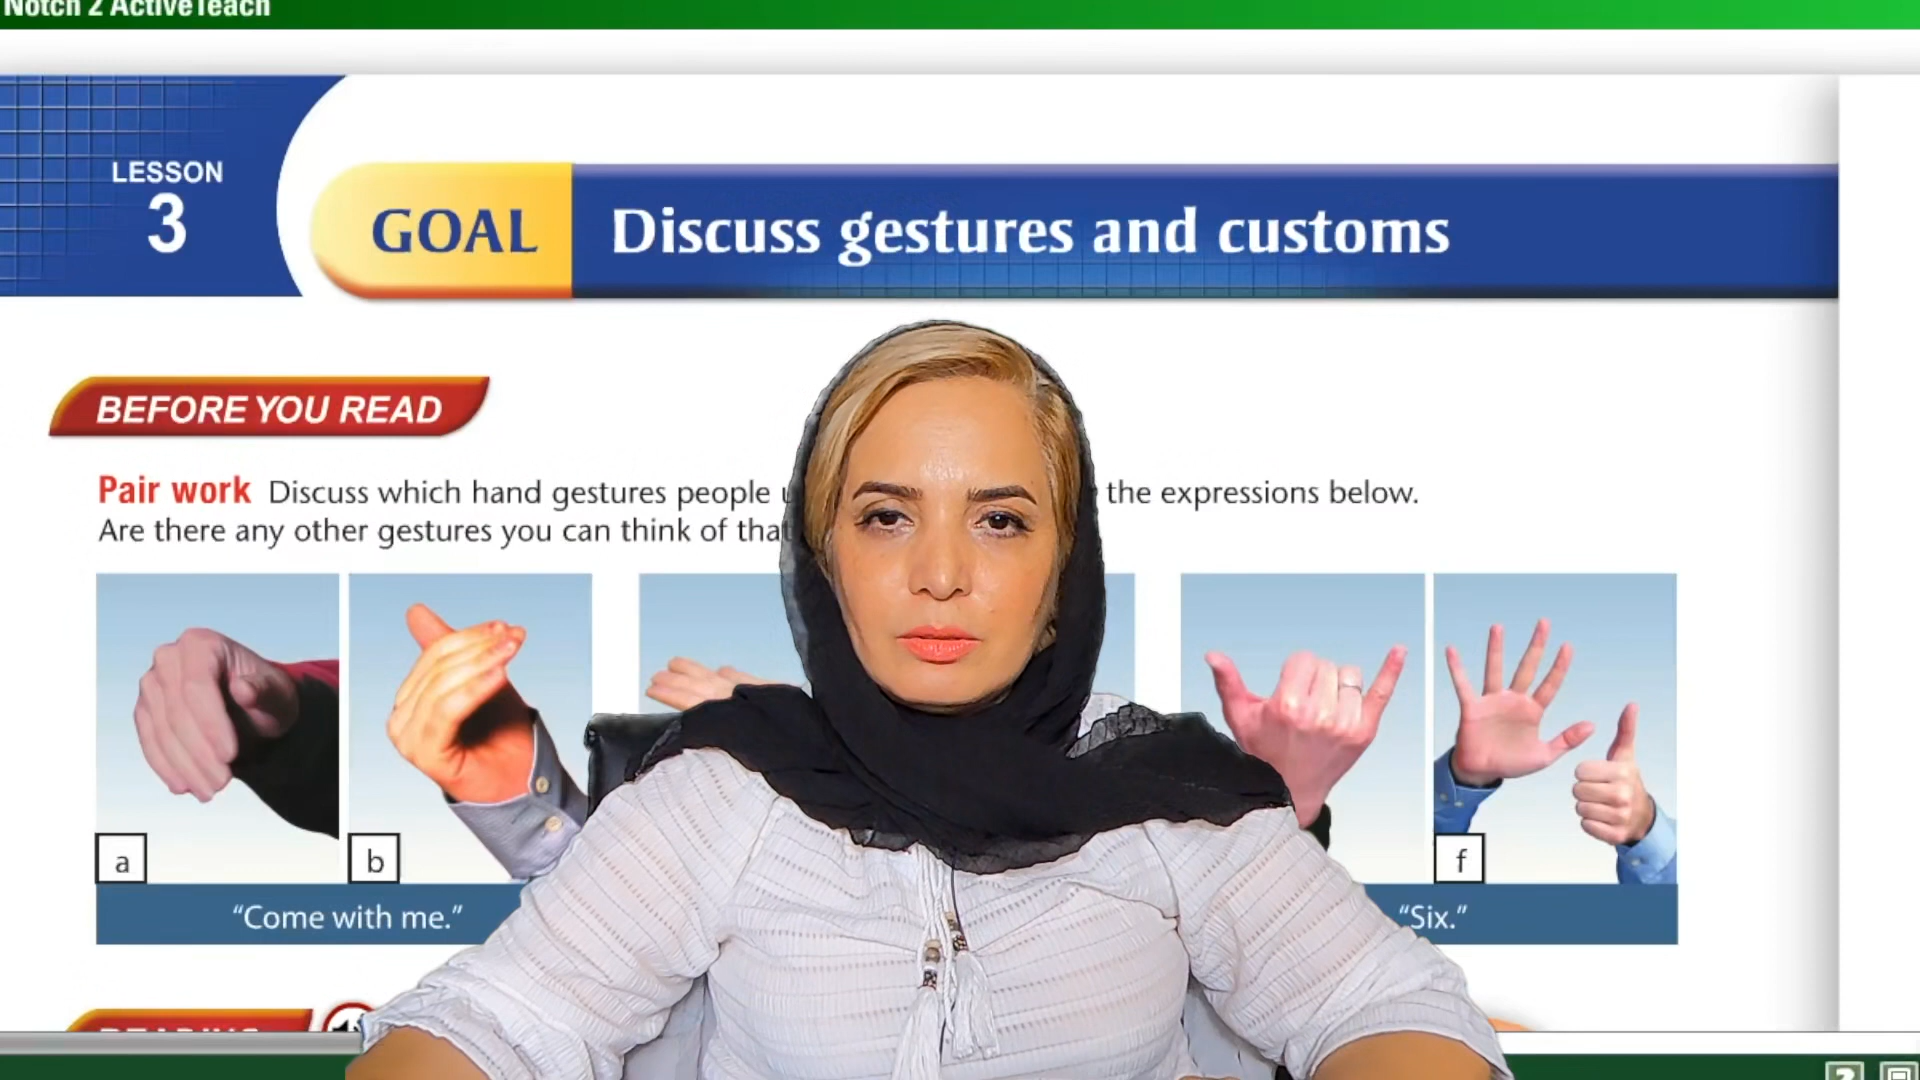 Notch 2 ActiveTeach
LESSON
3
GOAL
Discuss gestures and customs
BEFORE YOU READ
Pair work Discuss which hand gestures people the expressions below.
Are there any other gestures you can think of that
a
b
f
“Come with me.”
“Six.”